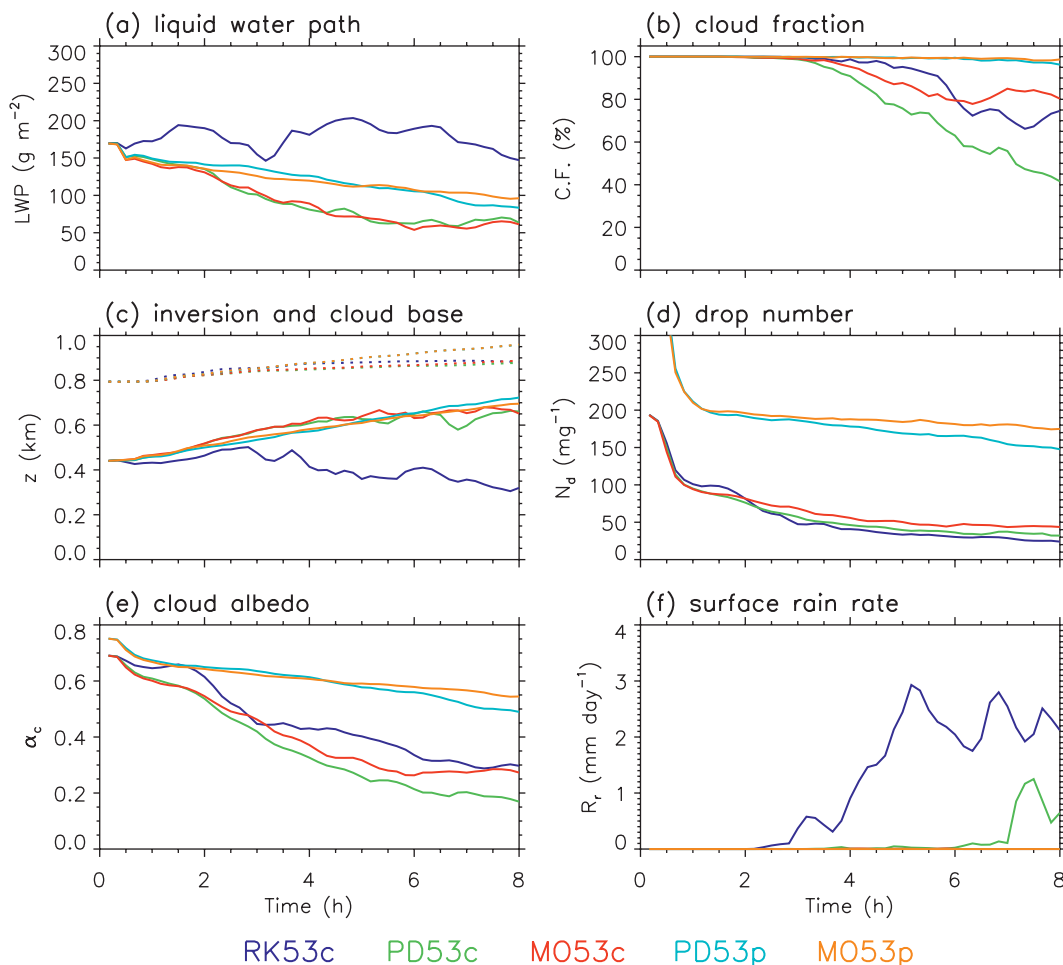 (a) liquid water path
(b) cloud fraction
300
250
200
150
100
50
0
LWP (g m⁻²)
100
80
60
40
20
0
C.F. (%)
(c) inversion and cloud base
(d) drop number
1.0
0.8
0.6
0.4
0.2
0.0
z (km)
300
250
200
150
100
50
0
N_d (mg⁻¹)
(e) cloud albedo
(f) surface rain rate
0.8
0.6
0.4
0.2
0.0
α_c
4
3
2
1
0
R_r (mm day⁻¹)
0 2 4 6 8
Time (h)
0 2 4 6 8
Time (h)
RK53c PD53c MO53c PD53p MO53p